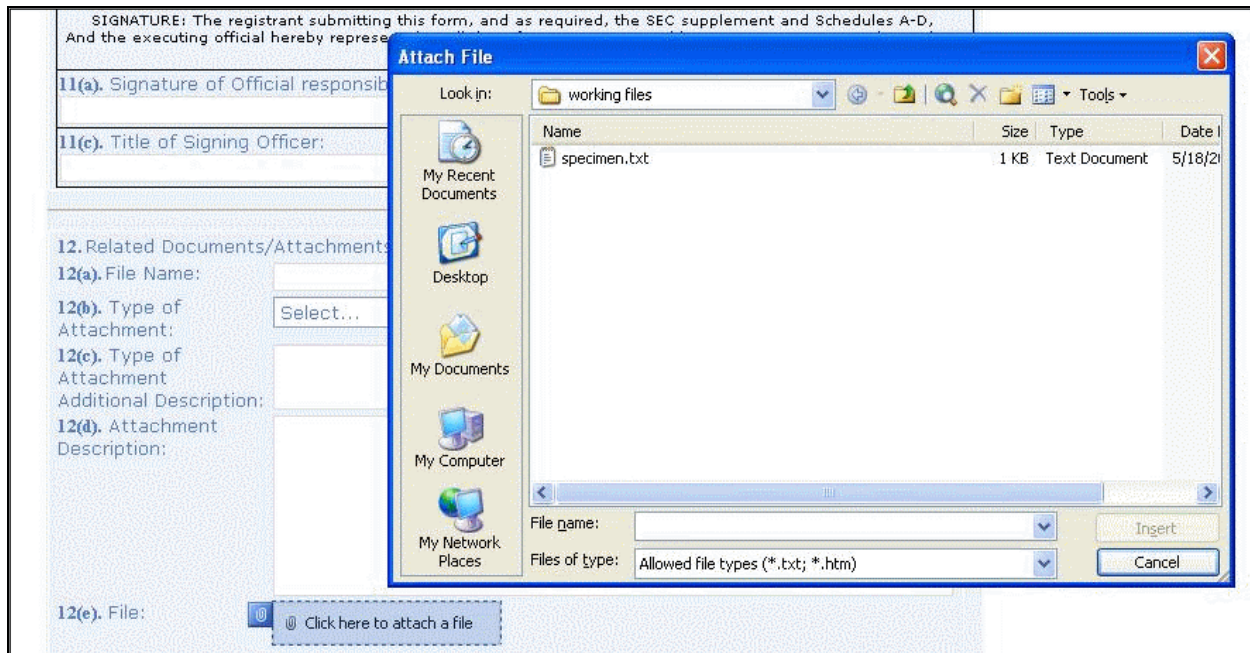 SIGNATURE: The registrant submitting this form, and as required, the SEC supplement and Schedules A-D,
And the executing official hereby
11(a). Signature of Official
11(c). Title of Signing Officer:
12. Related Documents/Attachments
12(a). File Name:
12(b). Type of
Attachment:
Select...
12(c). Type of
Attachment
Additional Description:
12(d). Attachment
Description:
12(e). File:
Click here to attach a file
Attach File
Look in:
working files
Tools
My Recent
Documents
Desktop
My Documents
My Computer
My Network
Places
Name
Size
Type
Date
specimen.txt
1 KB
Text Document
5/18/2
File name:
Files of type:
Allowed file types (*.txt; *.htm)
Insert
Cancel